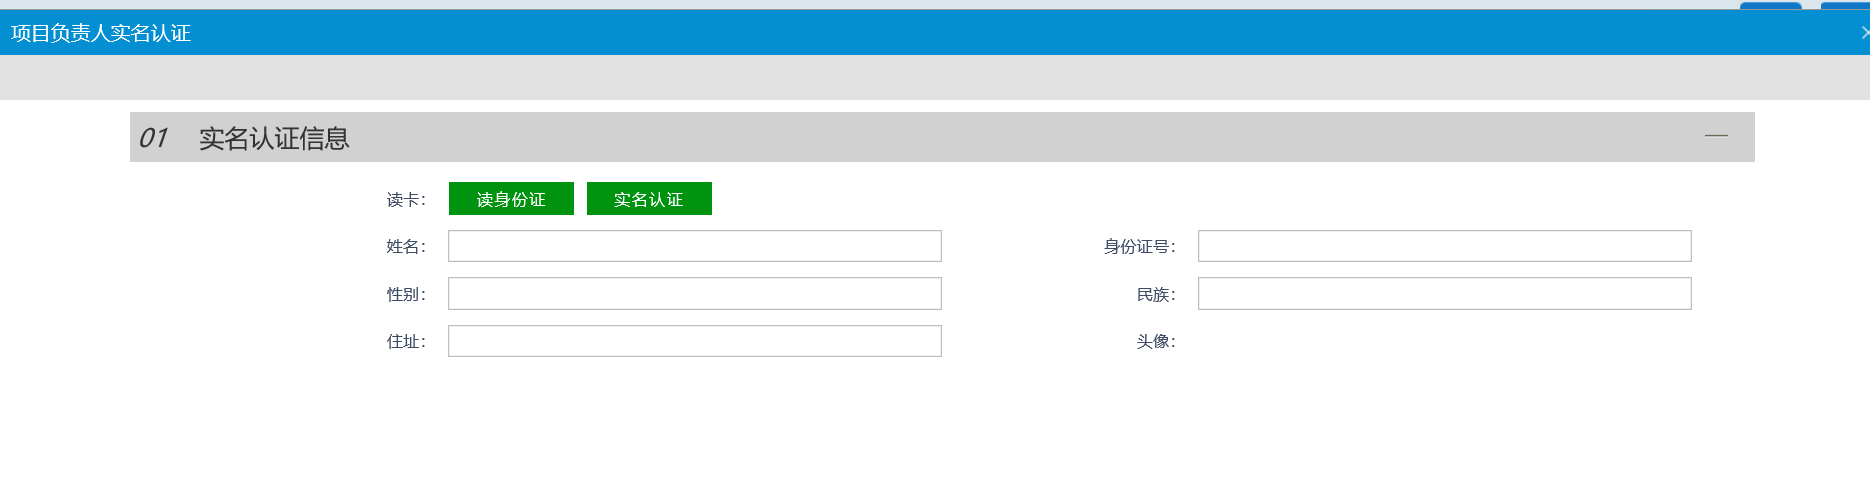 项目负责人实名认证
01 实名认证信息
读卡： 读身份证 实名认证
姓名： 身份证号：
性别： 民族：
住址： 头像：